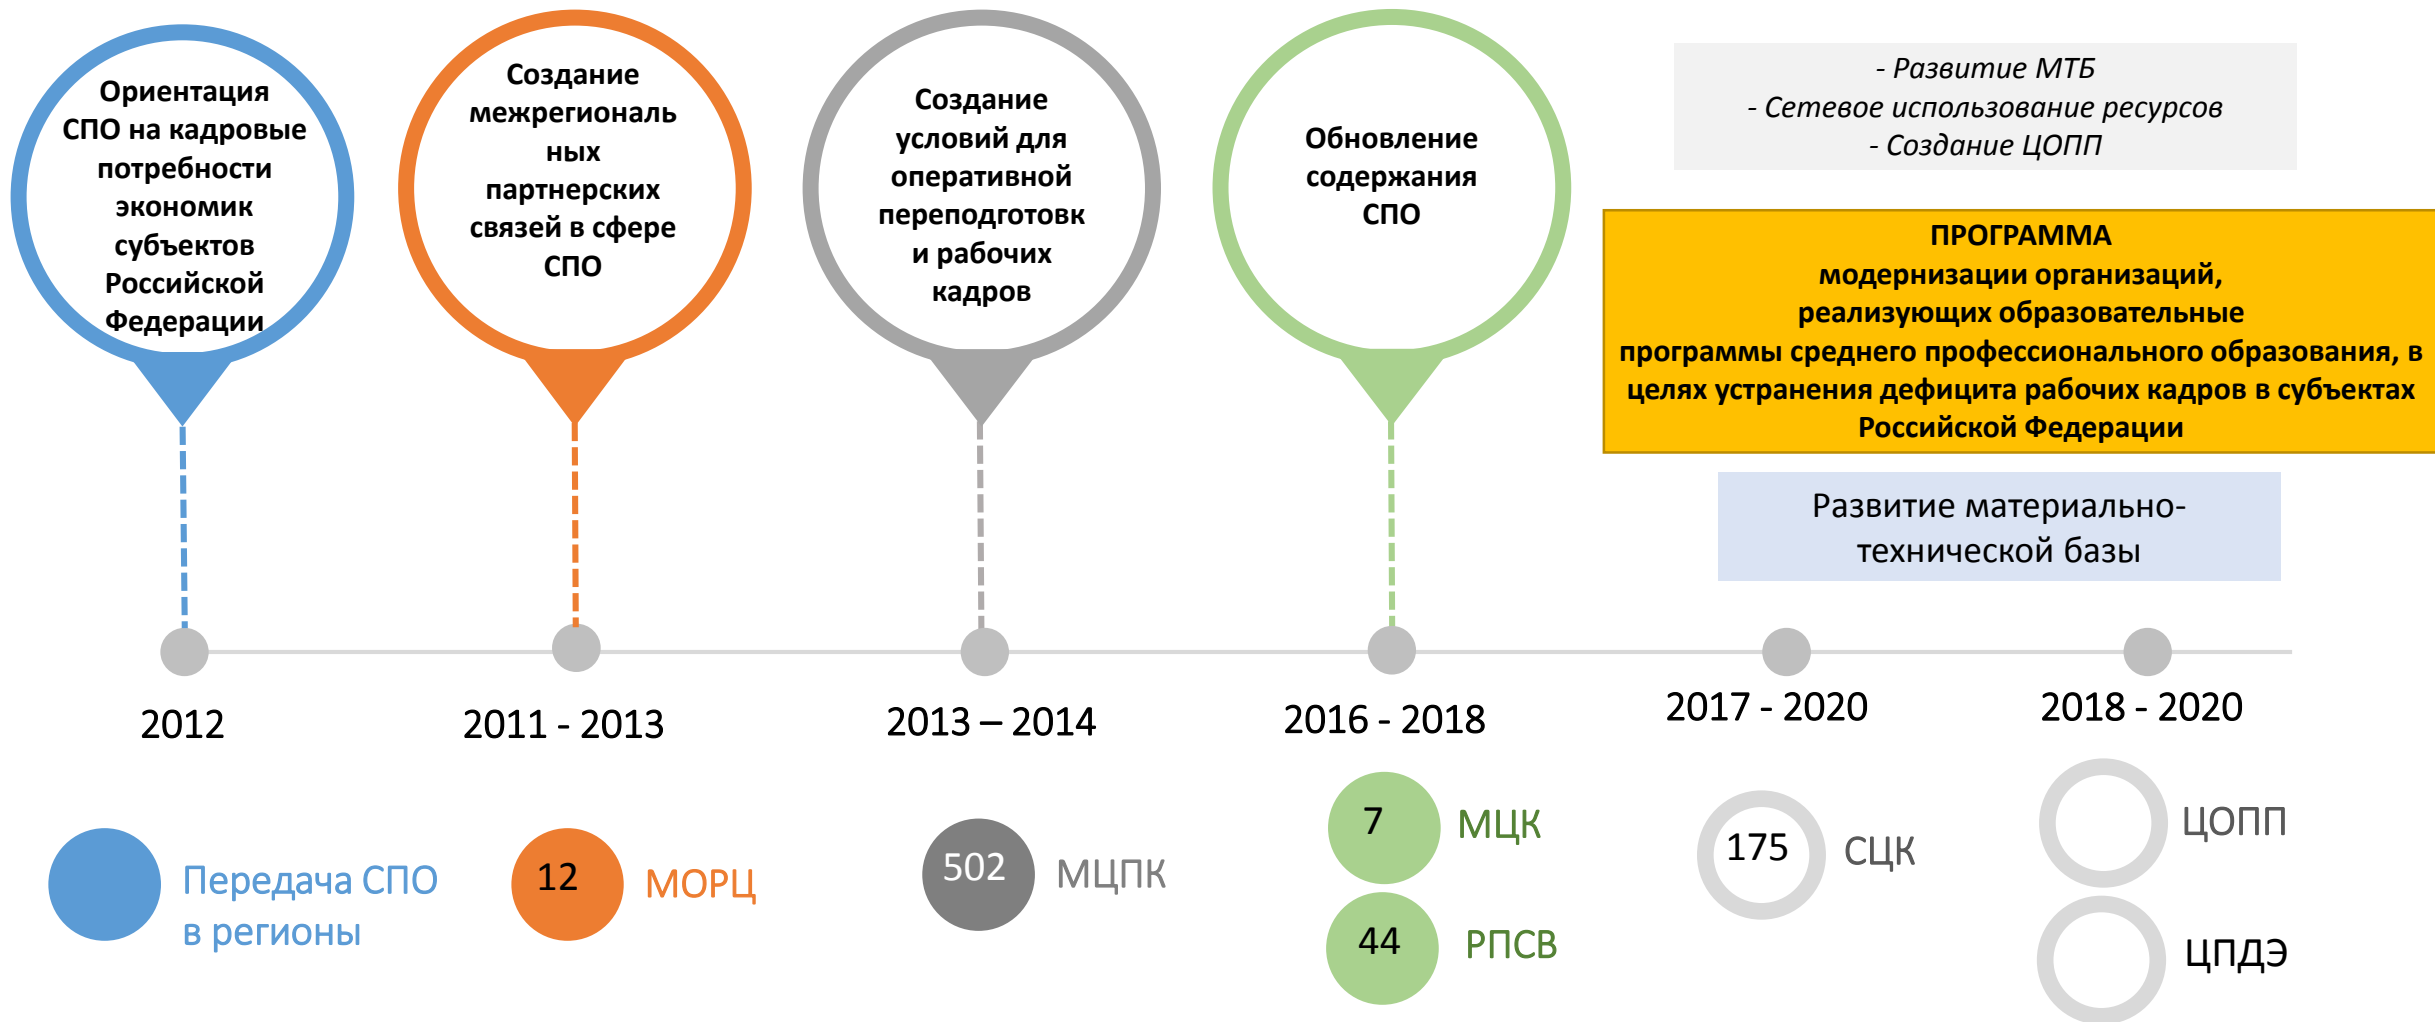 Ориентация
СПО на кадровые
потребности
экономик
субъектов
Российской
Федерации
Создание
межрегиональ
ных
партнерских
связей в сфере
СПО
Создание
условий для
оперативной
переподготовк
и рабочих
кадров
Обновление
содержания
СПО
- Развитие МТБ
- Сетевое использование ресурсов
- Создание ЦОПП
ПРОГРАММА
модернизации организаций,
реализующих образовательные
программы среднего профессионального образования, в
целях устранения дефицита рабочих кадров в субъектах
Российской Федерации
Развитие материально-
технической базы
2012
2011 - 2013
2013 – 2014
2016 - 2018
2017 - 2020
2018 - 2020
Передача СПО
в регионы
12 МОРЦ
502 МЦПК
7 МЦК
44 РПСВ
175 СЦК
ЦОПП
ЦПДЭ